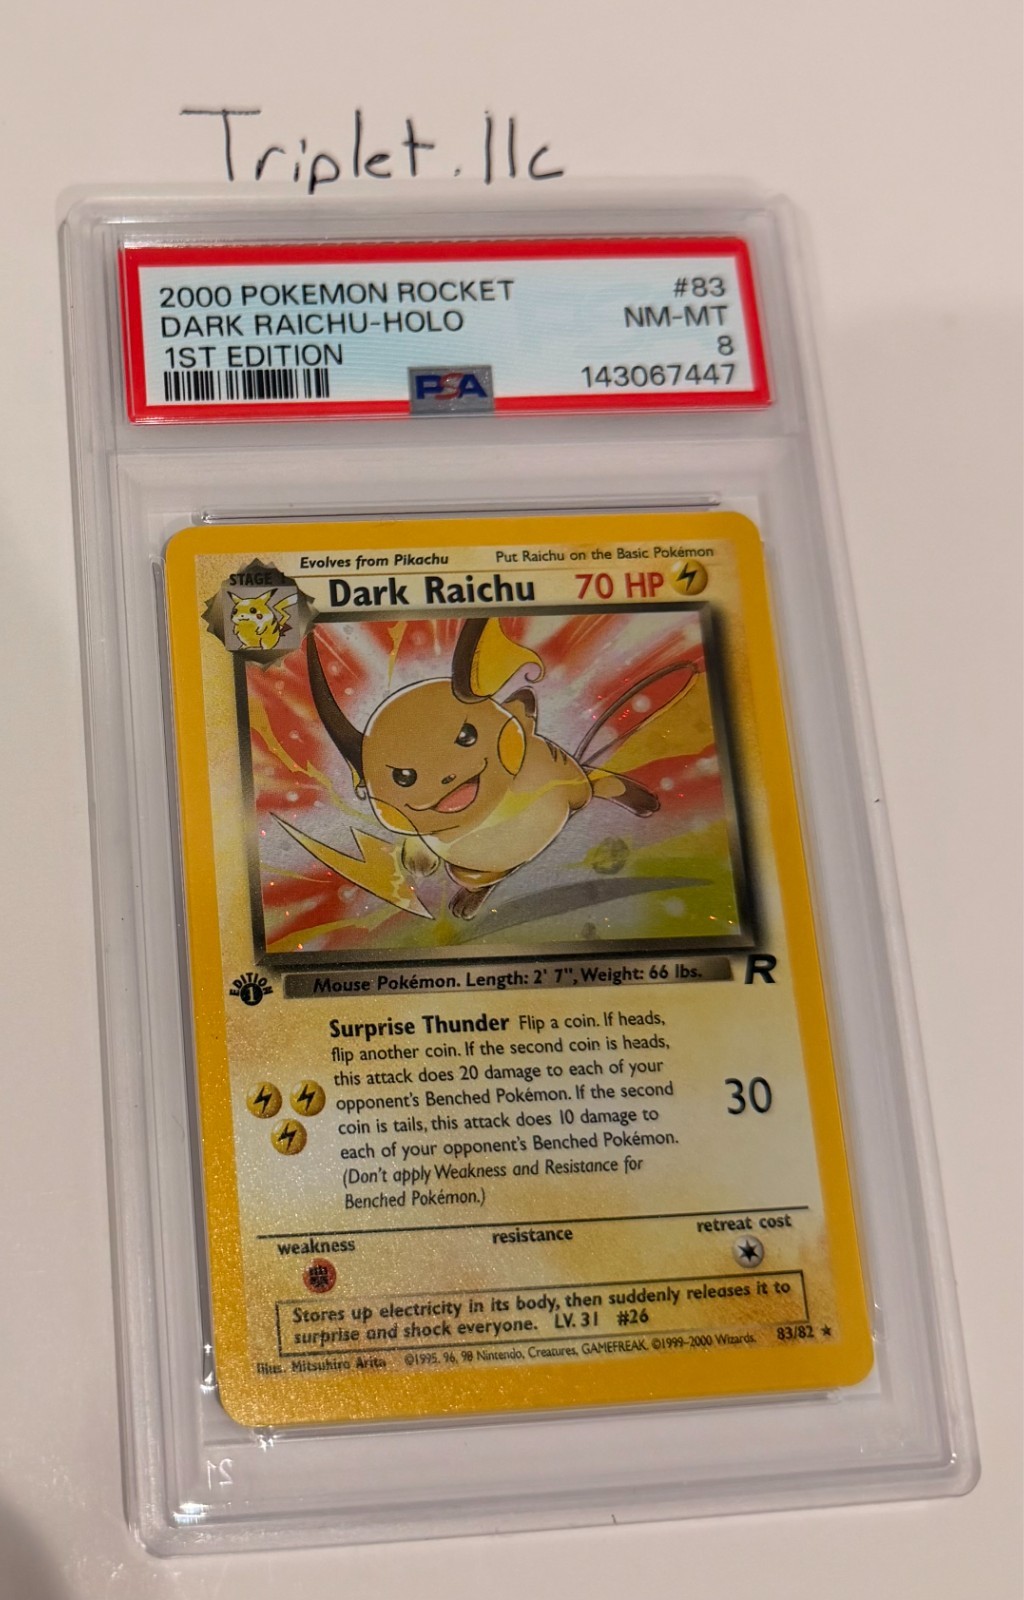 Triplet.llc
2000 POKEMON ROCKET #83
DARK RAICHU-HOLO NM-MT
1ST EDITION 8
PSA 143067447
Evolves from Pikachu Put Raichu on the Basic Pokémon
STAGE 1 Dark Raichu 70 HP
Mouse Pokémon. Length: 2' 7", Weight: 66 lbs. R
EDITION 1
Surprise Thunder Flip a coin. If heads,
flip another coin. If the second coin is heads,
this attack does 20 damage to each of your
opponent's Benched Pokémon. If the second
coin is tails, this attack does 10 damage to
each of your opponent's Benched Pokémon.
(Don't apply Weakness and Resistance for
Benched Pokémon.)
30
weakness resistance retreat cost
Stores up electricity in its body, then suddenly releases it to
surprise and shock everyone. LV. 31 #26
Illus. Mitsuhiro Arita ©1995, 96, 98 Nintendo, Creatures, GAMEFREAK. ©1999-2000 Wizards. 83/82 ★
21